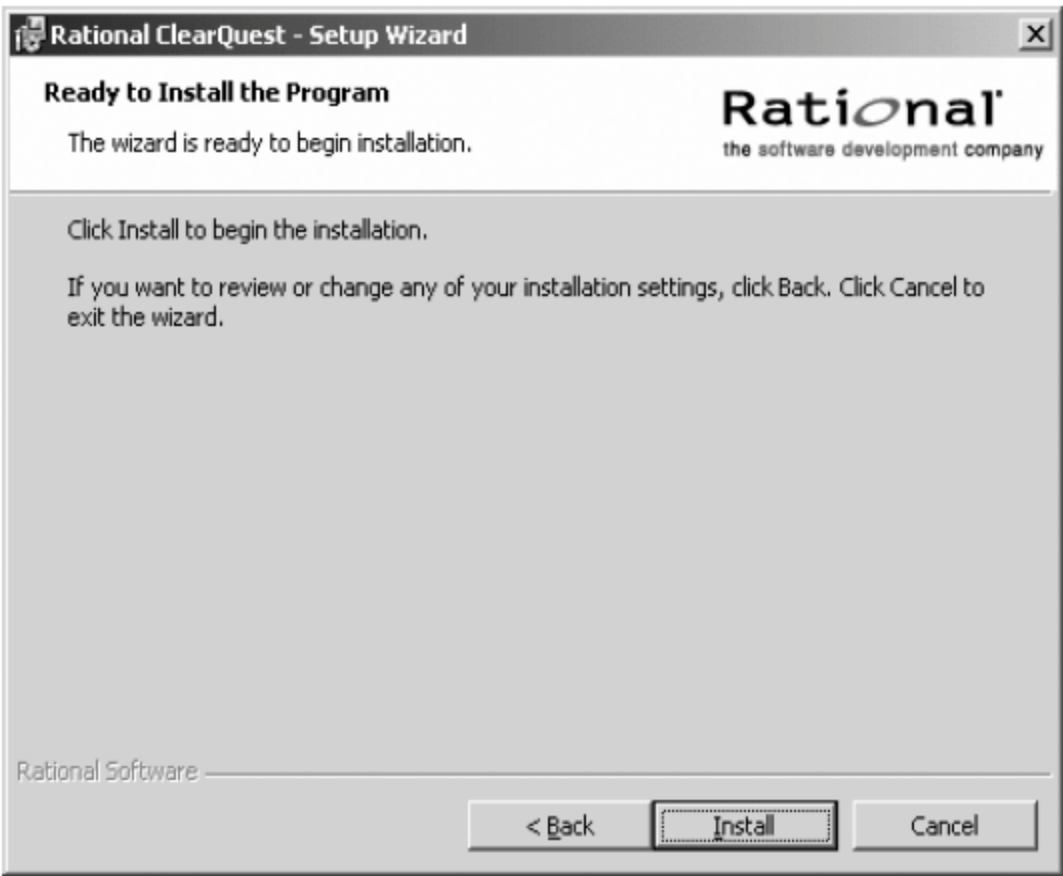 Rational ClearQuest - Setup Wizard
Ready to Install the Program
The wizard is ready to begin installation.
Rational
the software development company
Click Install to begin the installation.
If you want to review or change any of your installation settings, click Back. Click Cancel to
exit the wizard.
Rational Software
< Back Install Cancel